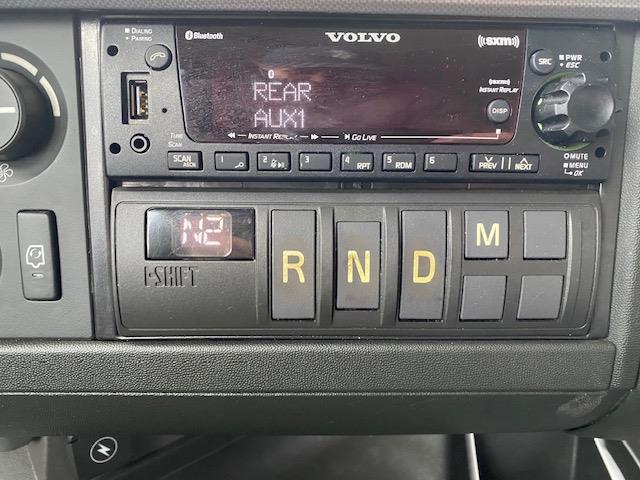 DIALING
PAIRING
Bluetooth
VOLVO
((SXM))
SRC
PWR
ESC
REAR
AUX1
((SXM))
INSTANT REPLAY
DISP
TUNE
SCAN
INSTANT REPLAY
GO LIVE
SCAN
ASCN
1
2
3
4 RPT
5 RDM
6
PREV
NEXT
MUTE
MENU
OK
N2
I-SHIFT
R
N
D
M